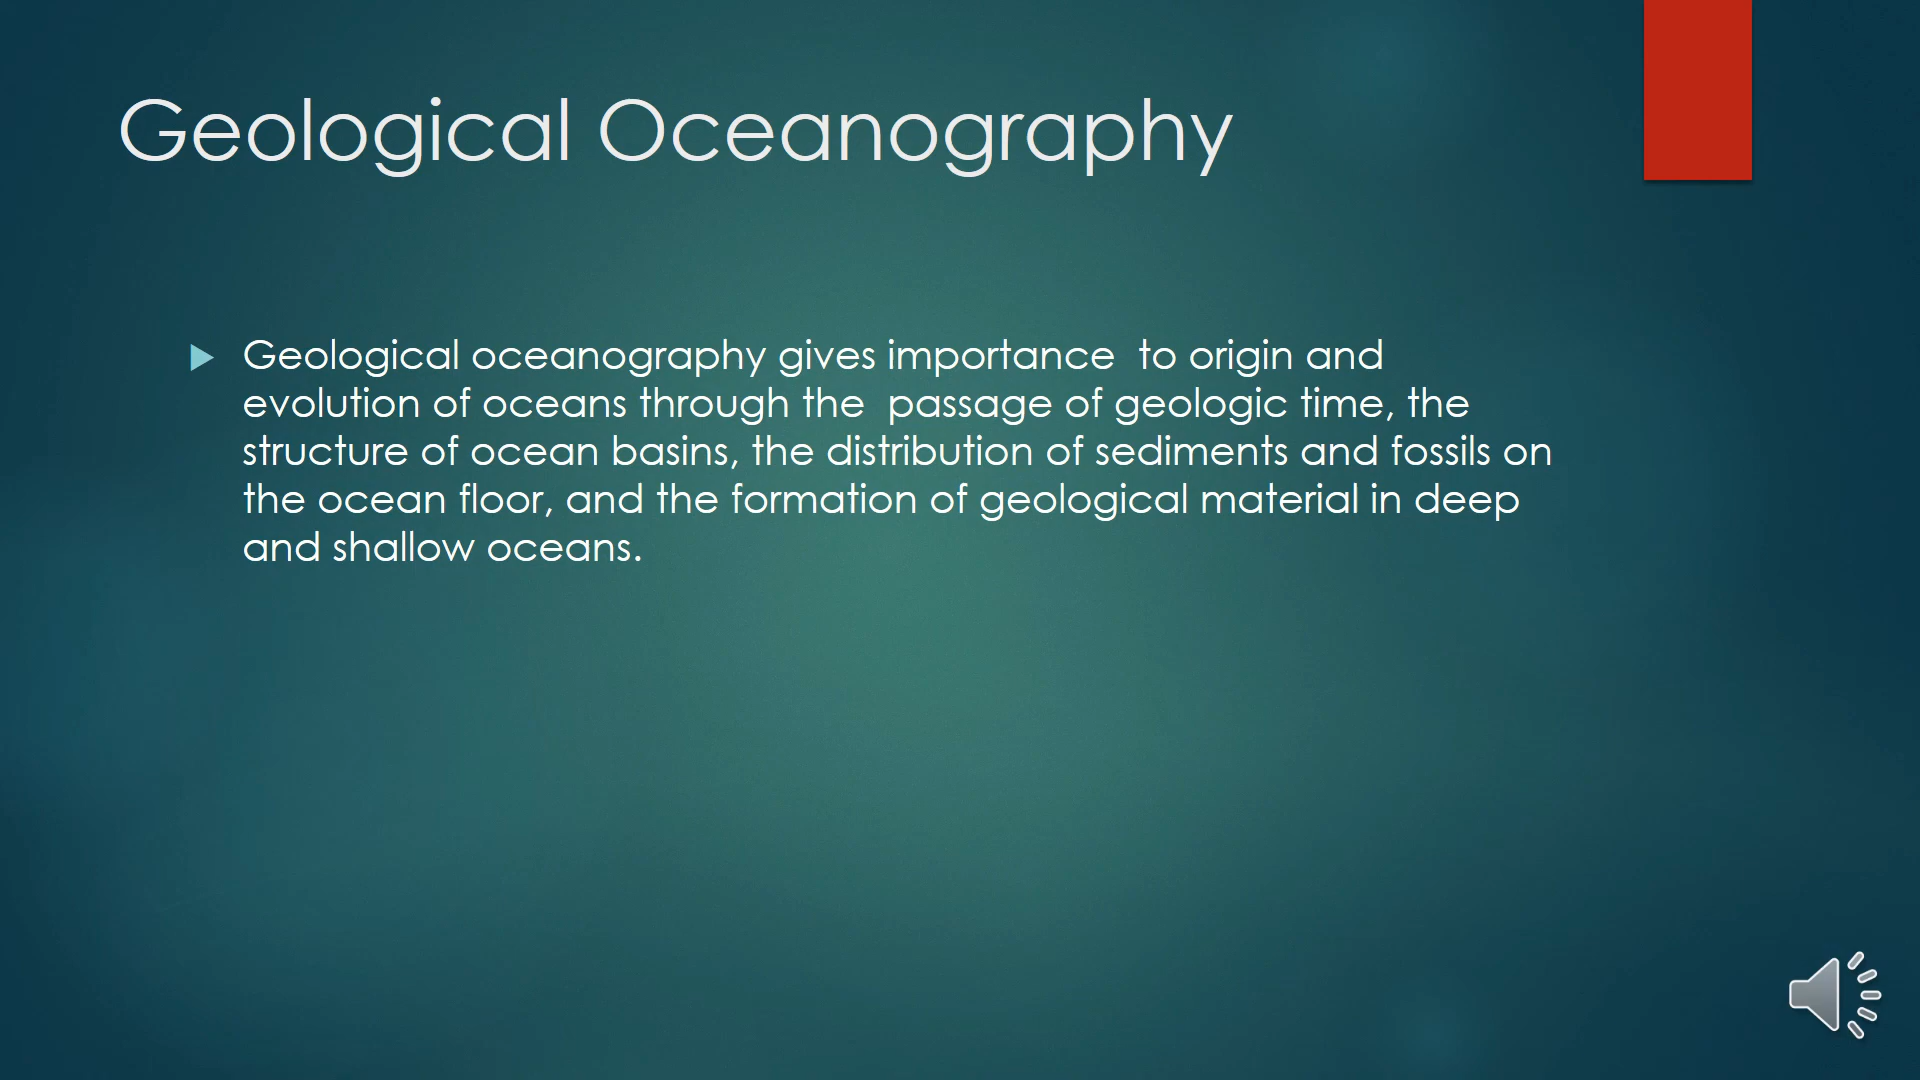 Geological Oceanography
Geological oceanography gives importance  to origin and
evolution of oceans through the  passage of geologic time, the
structure of ocean basins, the distribution of sediments and fossils on
the ocean floor, and the formation of geological material in deep
and shallow oceans.